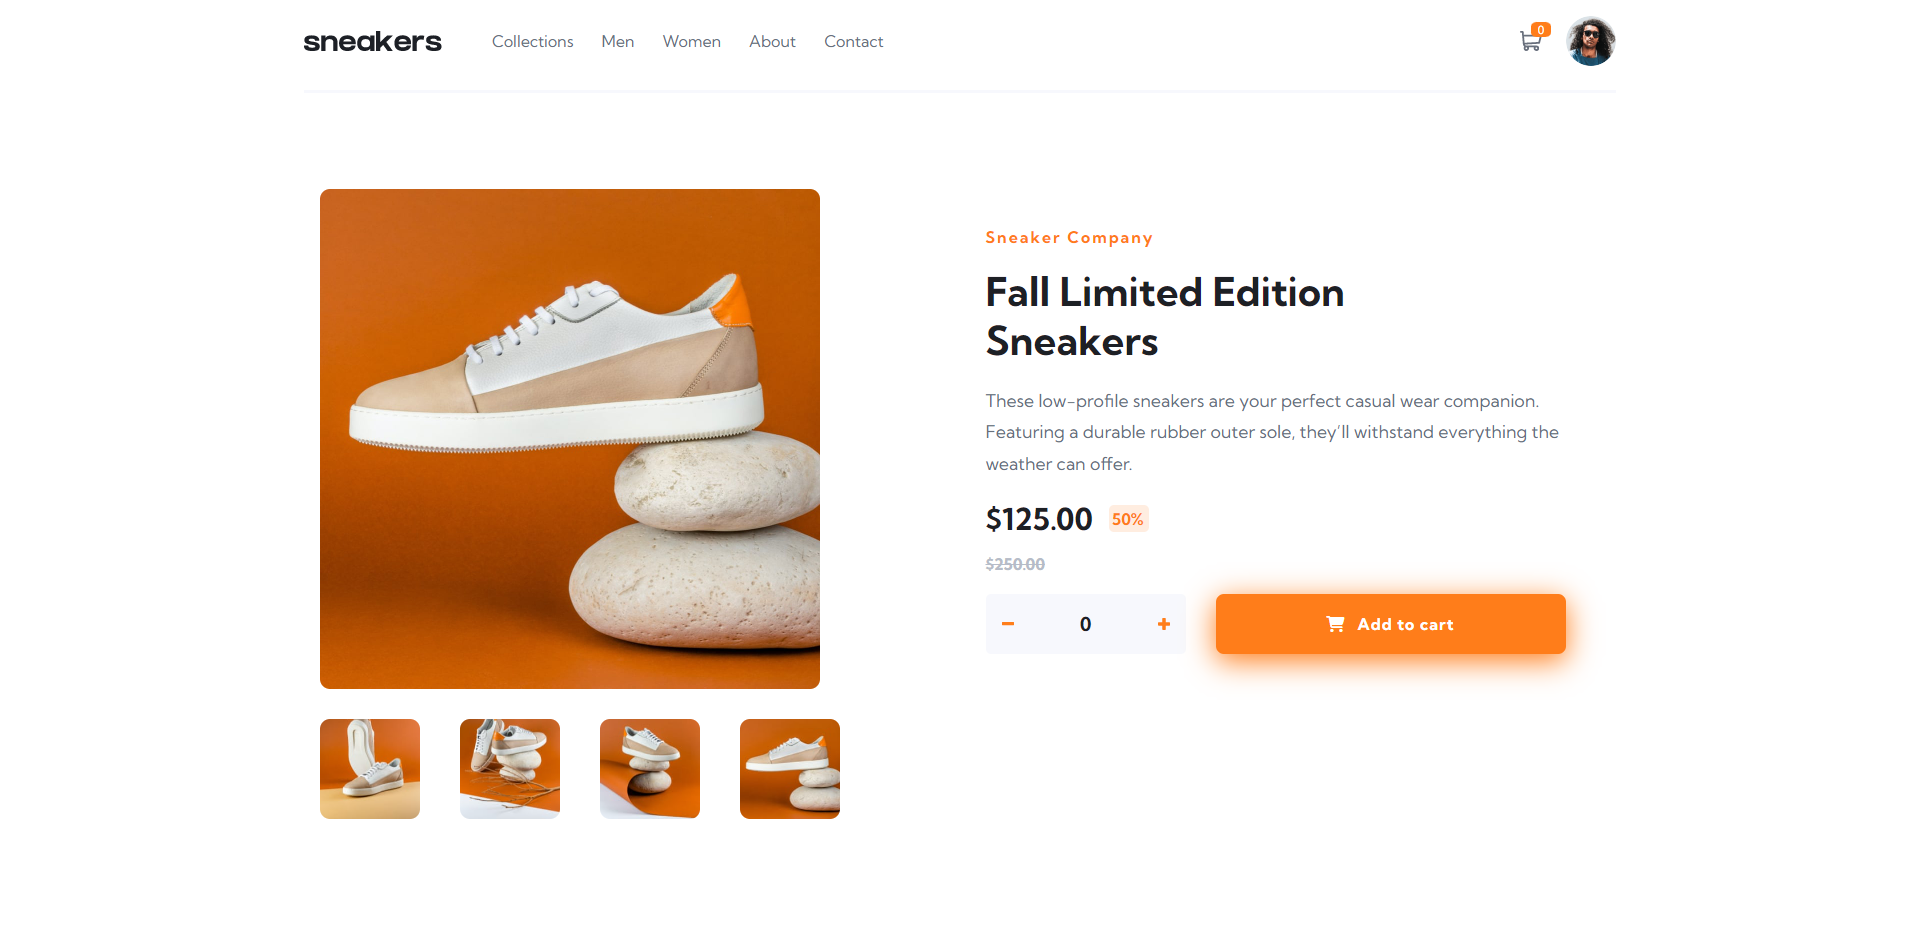 sneakers
Collections Men Women About Contact
0
Sneaker Company
Fall Limited Edition
Sneakers
These low-profile sneakers are your perfect casual wear companion.
Featuring a durable rubber outer sole, they’ll withstand everything the
weather can offer.
$125.00 50%
$250.00
0
Add to cart